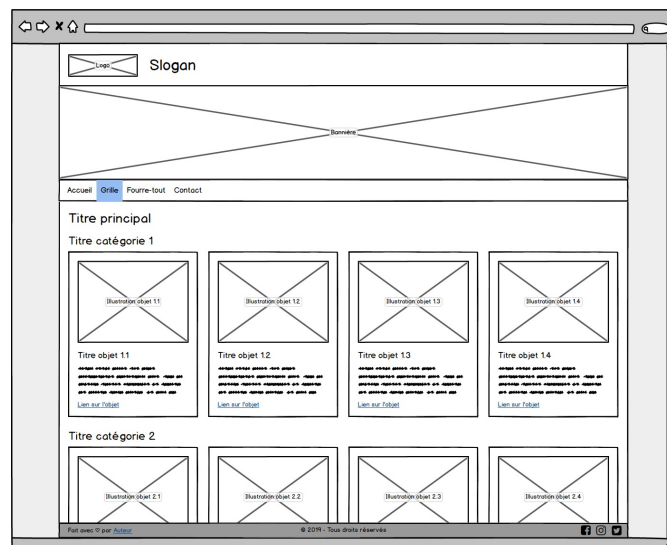 Logo
Slogan
Bannière
Accueil Grille Fourre-tout Contact
Titre principal
Titre catégorie 1
Illustration objet 1.1 Illustration objet 1.2 Illustration objet 1.3 Illustration objet 1.4
Titre objet 1.1 Titre objet 1.2 Titre objet 1.3 Titre objet 1.4
Lien sur l'objet Lien sur l'objet Lien sur l'objet Lien sur l'objet
Titre catégorie 2
Illustration objet 2.1 Illustration objet 2.2 Illustration objet 2.3 Illustration objet 2.4
Fait avec ♡ par Auteur © 2019 - Tous droits réservés